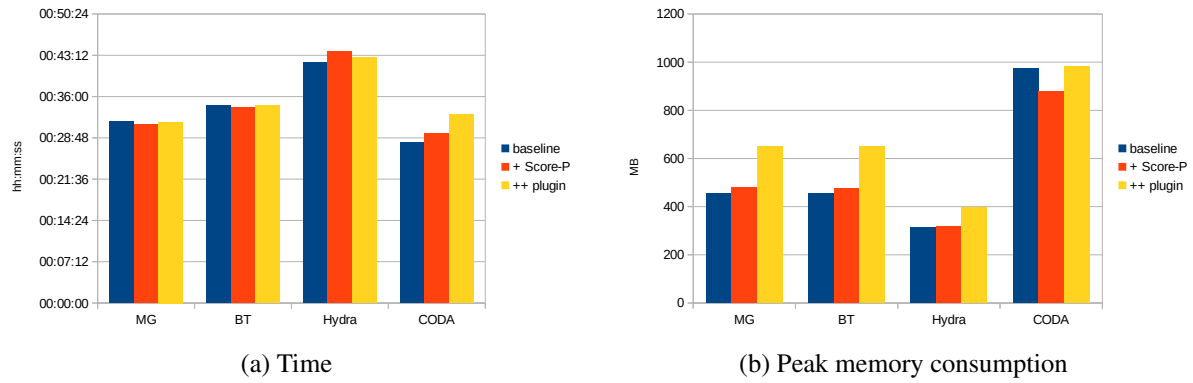 00:50:24
00:43:12
00:36:00
00:28:48
00:21:36
00:14:24
00:07:12
00:00:00
hh:mm:ss
MG BT Hydra CODA
baseline
+ Score-P
++ plugin
(a) Time
1200
1000
800
600
400
200
0
MB
MG BT Hydra CODA
baseline
+ Score-P
++ plugin
(b) Peak memory consumption